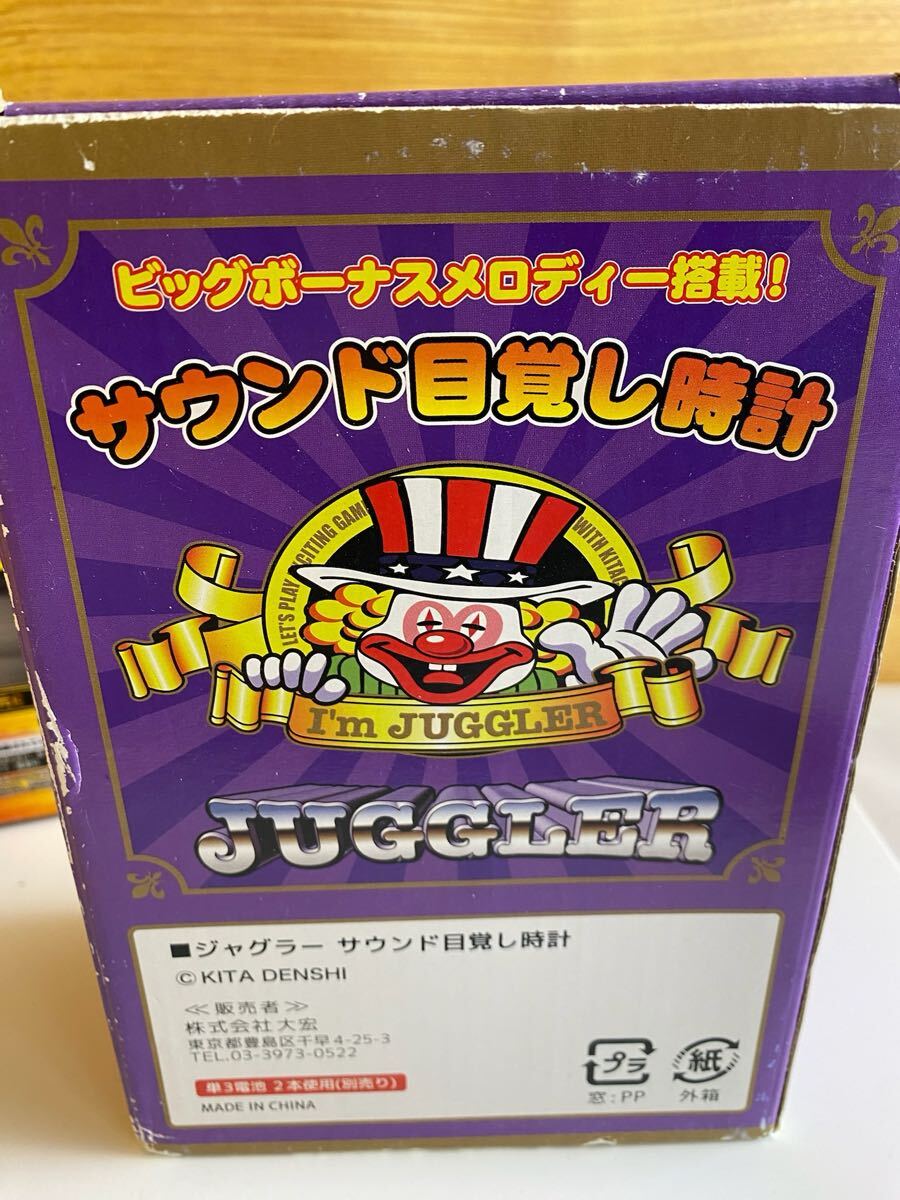 ビッグボーナスメロディー搭載!
サウンド目覚し時計
LET'S PLAY EXCITING GAM
WITH KITA
I'm JUGGLER
JUGGLER
■ジャグラー サウンド目覚し時計
©KITA DENSHI
≪販売者≫
株式会社大宏
東京都豊島区千早4-25-3
TEL.03-3973-0522
単3電池 2本使用(別売り)
MADE IN CHINA
プラ
窓:PP
紙
外箱